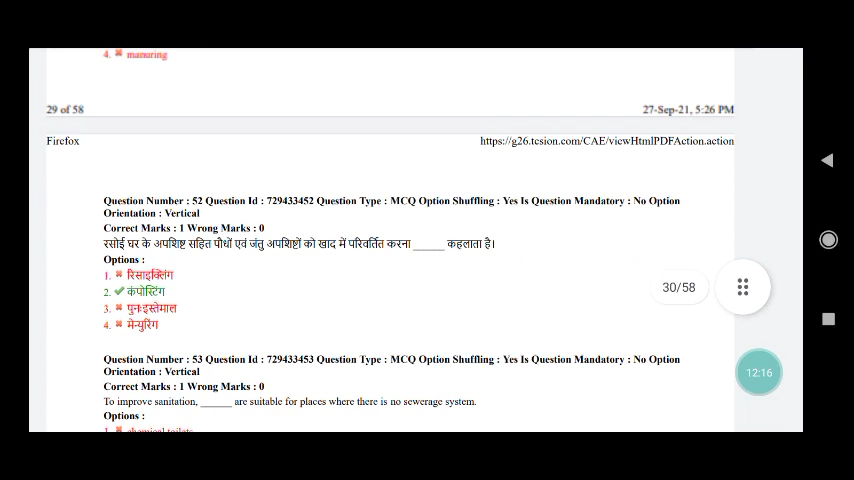 4. manuring
29 of 58 27-Sep-21, 5:26 PM
Firefox https://g26.tcsion.com/CAE/viewHtmlPDFAction.action
Question Number : 52 Question Id : 729433452 Question Type : MCQ Option Shuffling : Yes Is Question Mandatory : No Option
Orientation : Vertical
Correct Marks : 1 Wrong Marks : 0
रसोई घर के अपशिष्ट सहित पौधों एवं जंतु अपशिष्टों को खाद में परिवर्तित करना ______ कहलाता है।
Options :
1. रिसाइक्लिंग
2. कंपोस्टिंग
3. पुनःइस्तेमाल
4. मेन्युरिंग
30/58
Question Number : 53 Question Id : 729433453 Question Type : MCQ Option Shuffling : Yes Is Question Mandatory : No Option
Orientation : Vertical
12:16
Correct Marks : 1 Wrong Marks : 0
To improve sanitation, ______ are suitable for places where there is no sewerage system.
Options :
1. chemical toilets